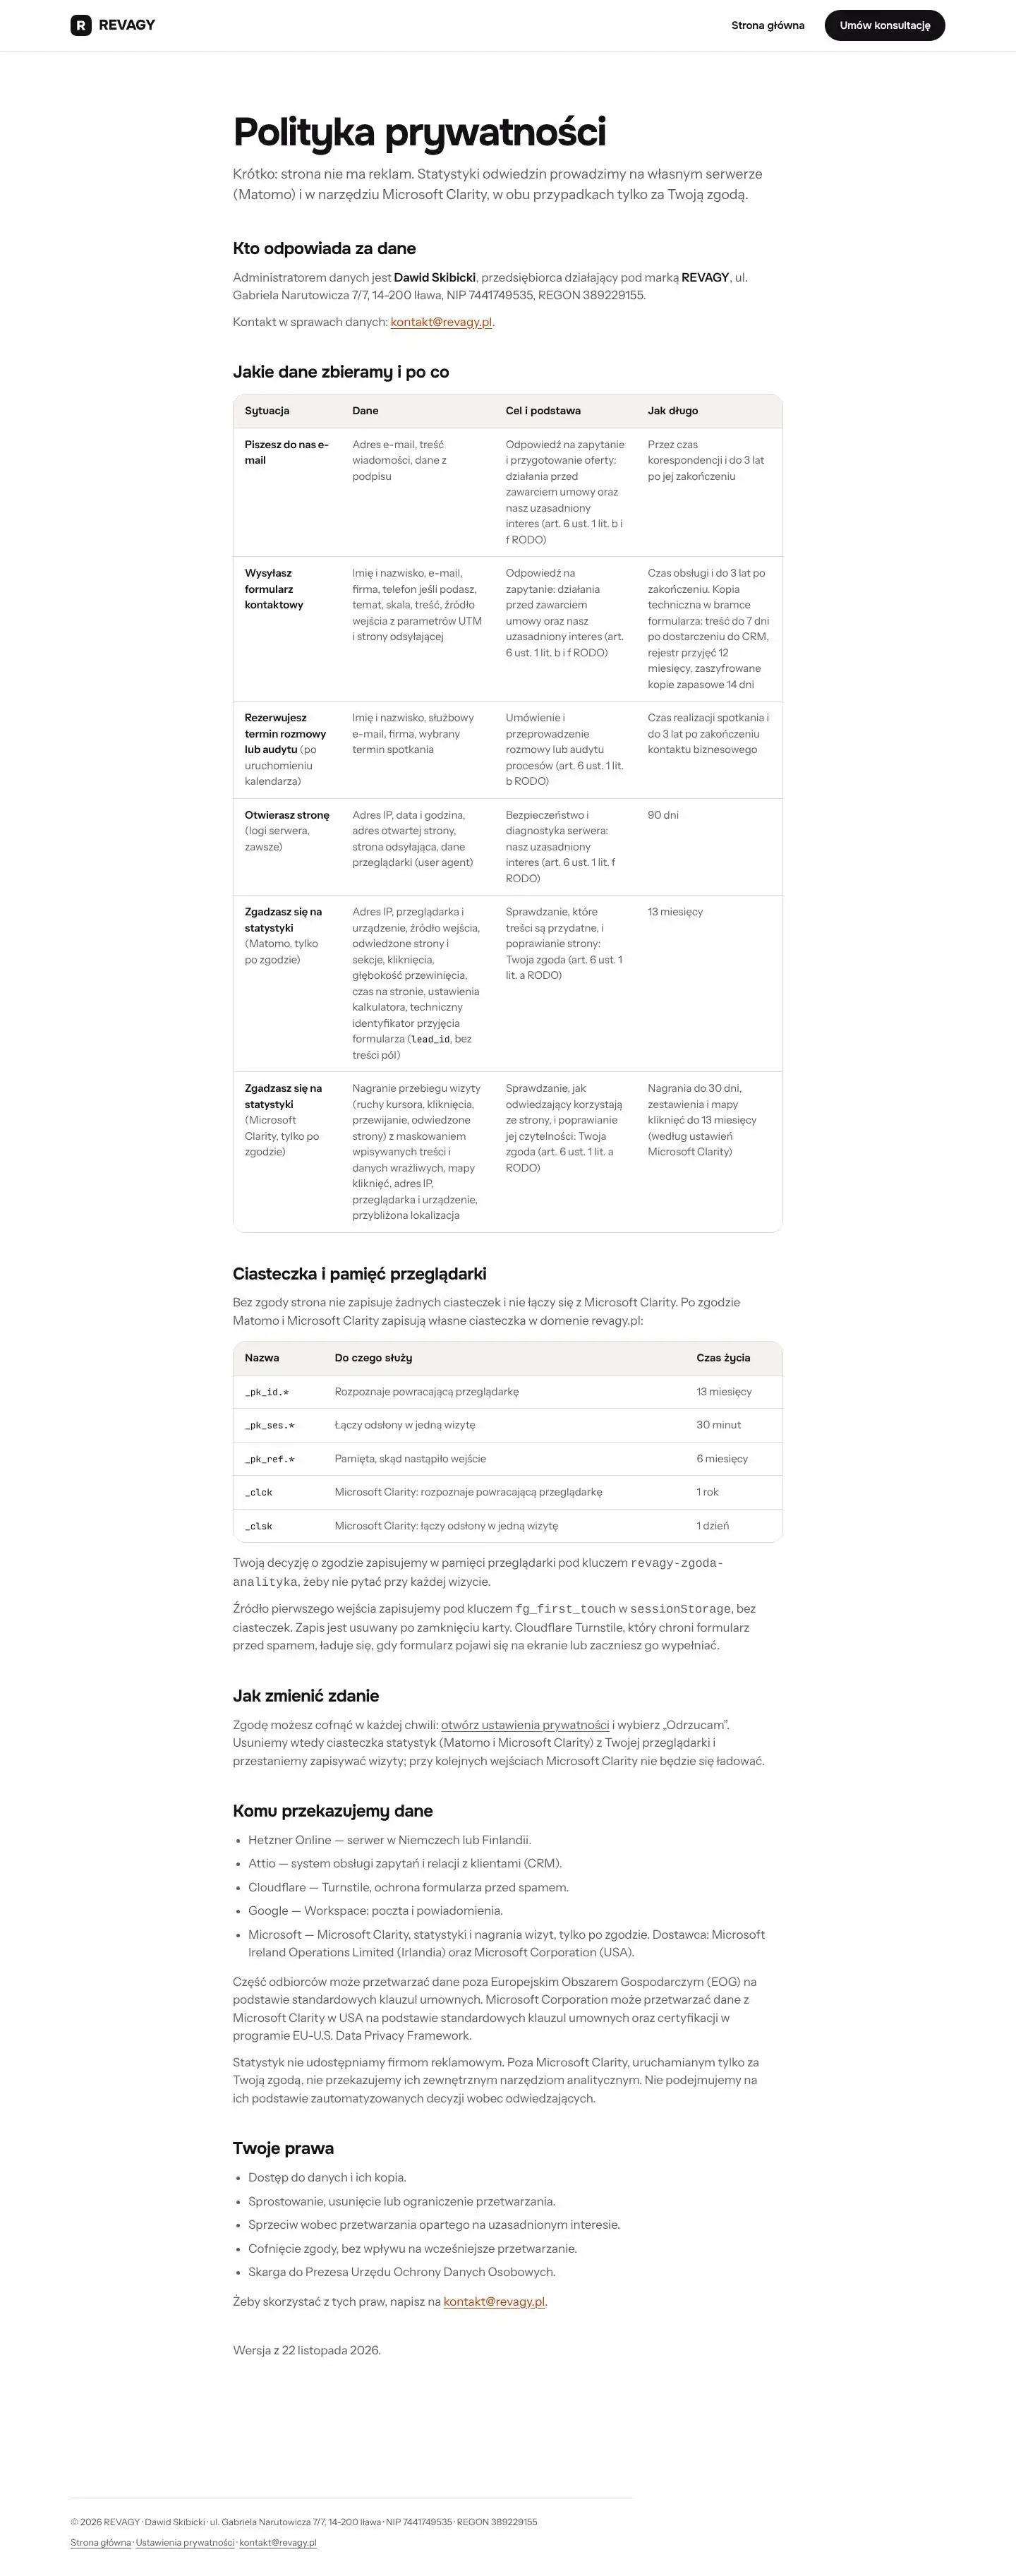 R REVAGY
Strona główna
Umów konsultację
Polityka prywatności
Krótko: strona nie ma reklam. Statystyki odwiedzin prowadzimy na własnym serwerze
(Matomo) i w narzędziu Microsoft Clarity, w obu przypadkach tylko za Twoją zgodą.
Kto odpowiada za dane
Administratorem danych jest Dawid Skibicki, przedsiębiorca działający pod marką REVAGY, ul.
Gabriela Narutowicza 7/7, 14-200 Iława, NIP 7441749535, REGON 389229155.
Kontakt w sprawach danych: kontakt@revagy.pl.
Jakie dane zbieramy i po co
Sytuacja
Dane
Cel i podstawa
Jak długo
Piszesz do nas e-
mail
Adres e-mail, treść
wiadomości, dane z
podpisu
Odpowiedź na zapytanie
i przygotowanie oferty:
działania przed
zawarciem umowy oraz
nasz uzasadniony
interes (art. 6 ust. 1 lit. b i
f RODO)
Przez czas
korespondencji i do 3 lat
po jej zakończeniu
Wysyłasz
formularz
kontaktowy
Imię i nazwisko, e-mail,
firma, telefon jeśli podasz,
temat, skala, treść, źródło
wejścia z parametrów UTM
i strony odsyłającej
Odpowiedź na
zapytanie: działania
przed zawarciem
umowy oraz nasz
uzasadniony interes (art.
6 ust. 1 lit. b i f RODO)
Czas obsługi i do 3 lat po
zakończeniu. Kopia
techniczna w bramce
formularza: treść do 7 dni
po dostarczeniu do CRM,
rejestr przyjęć 12
miesięcy, zaszyfrowane
kopie zapasowe 14 dni
Rezerwujesz
termin rozmowy
lub audytu (po
uruchomieniu
kalendarza)
Imię i nazwisko, służbowy
e-mail, firma, wybrany
termin spotkania
Umówienie i
przeprowadzenie
rozmowy lub audytu
procesów (art. 6 ust. 1 lit.
b RODO)
Czas realizacji spotkania i
do 3 lat po zakończeniu
kontaktu biznesowego
Otwierasz stronę
(logi serwera,
zawsze)
Adres IP, data i godzina,
adres otwartej strony,
strona odsyłająca, dane
przeglądarki (user agent)
Bezpieczeństwo i
diagnostyka serwera:
nasz uzasadniony
interes (art. 6 ust. 1 lit. f
RODO)
90 dni
Zgadzasz się na
statystyki
(Matomo, tylko
po zgodzie)
Adres IP, przeglądarka i
urządzenie, źródło wejścia,
odwiedzone strony i
sekcje, kliknięcia,
głębokość przewinięcia,
czas na stronie, ustawienia
kalkulatora, techniczny
identyfikator przyjęcia
formularza (lead_id, bez
treści pól)
Sprawdzanie, które
treści są przydatne, i
poprawianie strony:
Twoja zgoda (art. 6 ust. 1
lit. a RODO)
13 miesięcy
Zgadzasz się na
statystyki
(Microsoft
Clarity, tylko po
zgodzie)
Nagranie przebiegu wizyty
(ruchy kursora, kliknięcia,
przewijanie, odwiedzone
strony) z maskowaniem
wpisywanych treści i
danych wrażliwych, mapy
kliknięć, adres IP,
przeglądarka i urządzenie,
przybliżona lokalizacja
Sprawdzanie, jak
odwiedzający korzystają
ze strony, i poprawianie
jej czytelności: Twoja
zgoda (art. 6 ust. 1 lit. a
RODO)
Nagrania do 30 dni,
zestawienia i mapy
kliknięć do 13 miesięcy
(według ustawień
Microsoft Clarity)
Ciasteczka i pamięć przeglądarki
Bez zgody strona nie zapisuje żadnych ciasteczek i nie łączy się z Microsoft Clarity. Po zgodzie
Matomo i Microsoft Clarity zapisują własne ciasteczka w domenie revagy.pl:
Nazwa
Do czego służy
Czas życia
_pk_id.*
Rozpoznaje powracającą przeglądarkę
13 miesięcy
_pk_ses.*
Łączy odsłony w jedną wizytę
30 minut
_pk_ref.*
Pamięta, skąd nastąpiło wejście
6 miesięcy
_clck
Microsoft Clarity: rozpoznaje powracającą przeglądarkę
1 rok
_clsk
Microsoft Clarity: łączy odsłony w jedną wizytę
1 dzień
Twoją decyzję o zgodzie zapisujemy w pamięci przeglądarki pod kluczem revagy-zgoda-
analityka, żeby nie pytać przy każdej wizycie.
Źródło pierwszego wejścia zapisujemy pod kluczem fg_first_touch w sessionStorage, bez
ciasteczek. Zapis jest usuwany po zamknięciu karty. Cloudflare Turnstile, który chroni formularz
przed spamem, ładuje się, gdy formularz pojawi się na ekranie lub zaczniesz go wypełniać.
Jak zmienić zdanie
Zgodę możesz cofnąć w każdej chwili: otwórz ustawienia prywatności i wybierz „Odrzucam”.
Usuniemy wtedy ciasteczka statystyk (Matomo i Microsoft Clarity) z Twojej przeglądarki i
przestaniemy zapisywać wizyty; przy kolejnych wejściach Microsoft Clarity nie będzie się ładować.
Komu przekazujemy dane
• Hetzner Online — serwer w Niemczech lub Finlandii.
• Attio — system obsługi zapytań i relacji z klientami (CRM).
• Cloudflare — Turnstile, ochrona formularza przed spamem.
• Google — Workspace: poczta i powiadomienia.
• Microsoft — Microsoft Clarity, statystyki i nagrania wizyt, tylko po zgodzie. Dostawca: Microsoft
Ireland Operations Limited (Irlandia) oraz Microsoft Corporation (USA).
Część odbiorców może przetwarzać dane poza Europejskim Obszarem Gospodarczym (EOG) na
podstawie standardowych klauzul umownych. Microsoft Corporation może przetwarzać dane z
Microsoft Clarity w USA na podstawie standardowych klauzul umownych oraz certyfikacji w
programie EU-U.S. Data Privacy Framework.
Statystyk nie udostępniamy firmom reklamowym. Poza Microsoft Clarity, uruchamianym tylko za
Twoją zgodą, nie przekazujemy ich zewnętrznym narzędziom analitycznym. Nie podejmujemy na
ich podstawie zautomatyzowanych decyzji wobec odwiedzających.
Twoje prawa
• Dostęp do danych i ich kopia.
• Sprostowanie, usunięcie lub ograniczenie przetwarzania.
• Sprzeciw wobec przetwarzania opartego na uzasadnionym interesie.
• Cofnięcie zgody, bez wpływu na wcześniejsze przetwarzanie.
• Skarga do Prezesa Urzędu Ochrony Danych Osobowych.
Żeby skorzystać z tych praw, napisz na kontakt@revagy.pl.
Wersja z 22 listopada 2026.
© 2026 REVAGY · Dawid Skibicki · ul. Gabriela Narutowicza 7/7, 14-200 Iława · NIP 7441749535 · REGON 389229155
Strona główna · Ustawienia prywatności · kontakt@revagy.pl